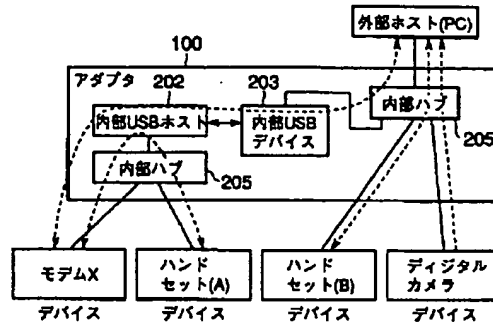 外部ホスト(PC)
100
アダプタ
202
203
内部USBホスト
内部USB
デバイス
内部ハブ
205
内部ハブ
205
モデムX
ハンド
セット(A)
ハンド
セット(B)
ディジタル
カメラ
デバイス
デバイス
デバイス
デバイス